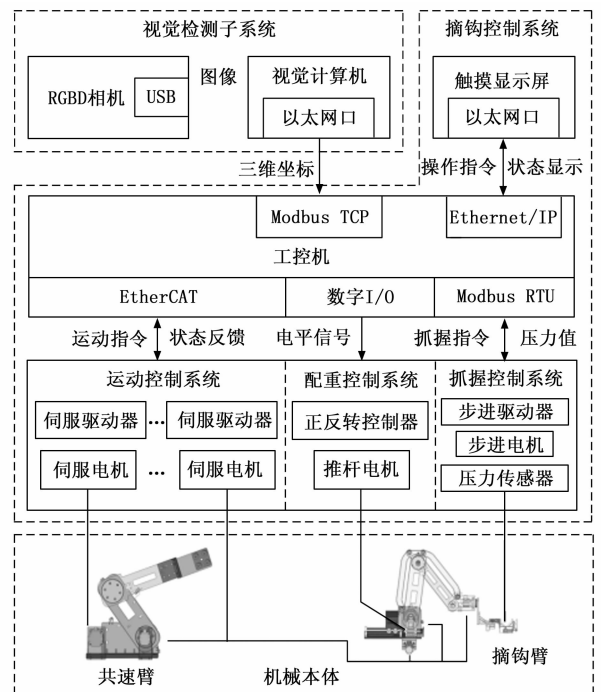 视觉检测子系统
摘钩控制系统
RGBD相机
USB
图像
视觉计算机
以太网口
触摸显示屏
以太网口
三维坐标
操作指令
状态显示
Modbus TCP
Ethernet/IP
工控机
EtherCAT
数字I/O
Modbus RTU
运动指令
状态反馈
电平信号
抓握指令
压力值
运动控制系统
配重控制系统
抓握控制系统
伺服驱动器
...
伺服驱动器
正反转控制器
步进驱动器
步进电机
伺服电机
...
伺服电机
推杆电机
压力传感器
共速臂
机械本体
摘钩臂